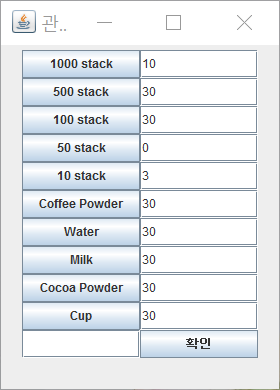 관..
1000 stack 10
500 stack 30
100 stack 30
50 stack 0
10 stack 3
Coffee Powder 30
Water 30
Milk 30
Cocoa Powder 30
Cup 30
확인